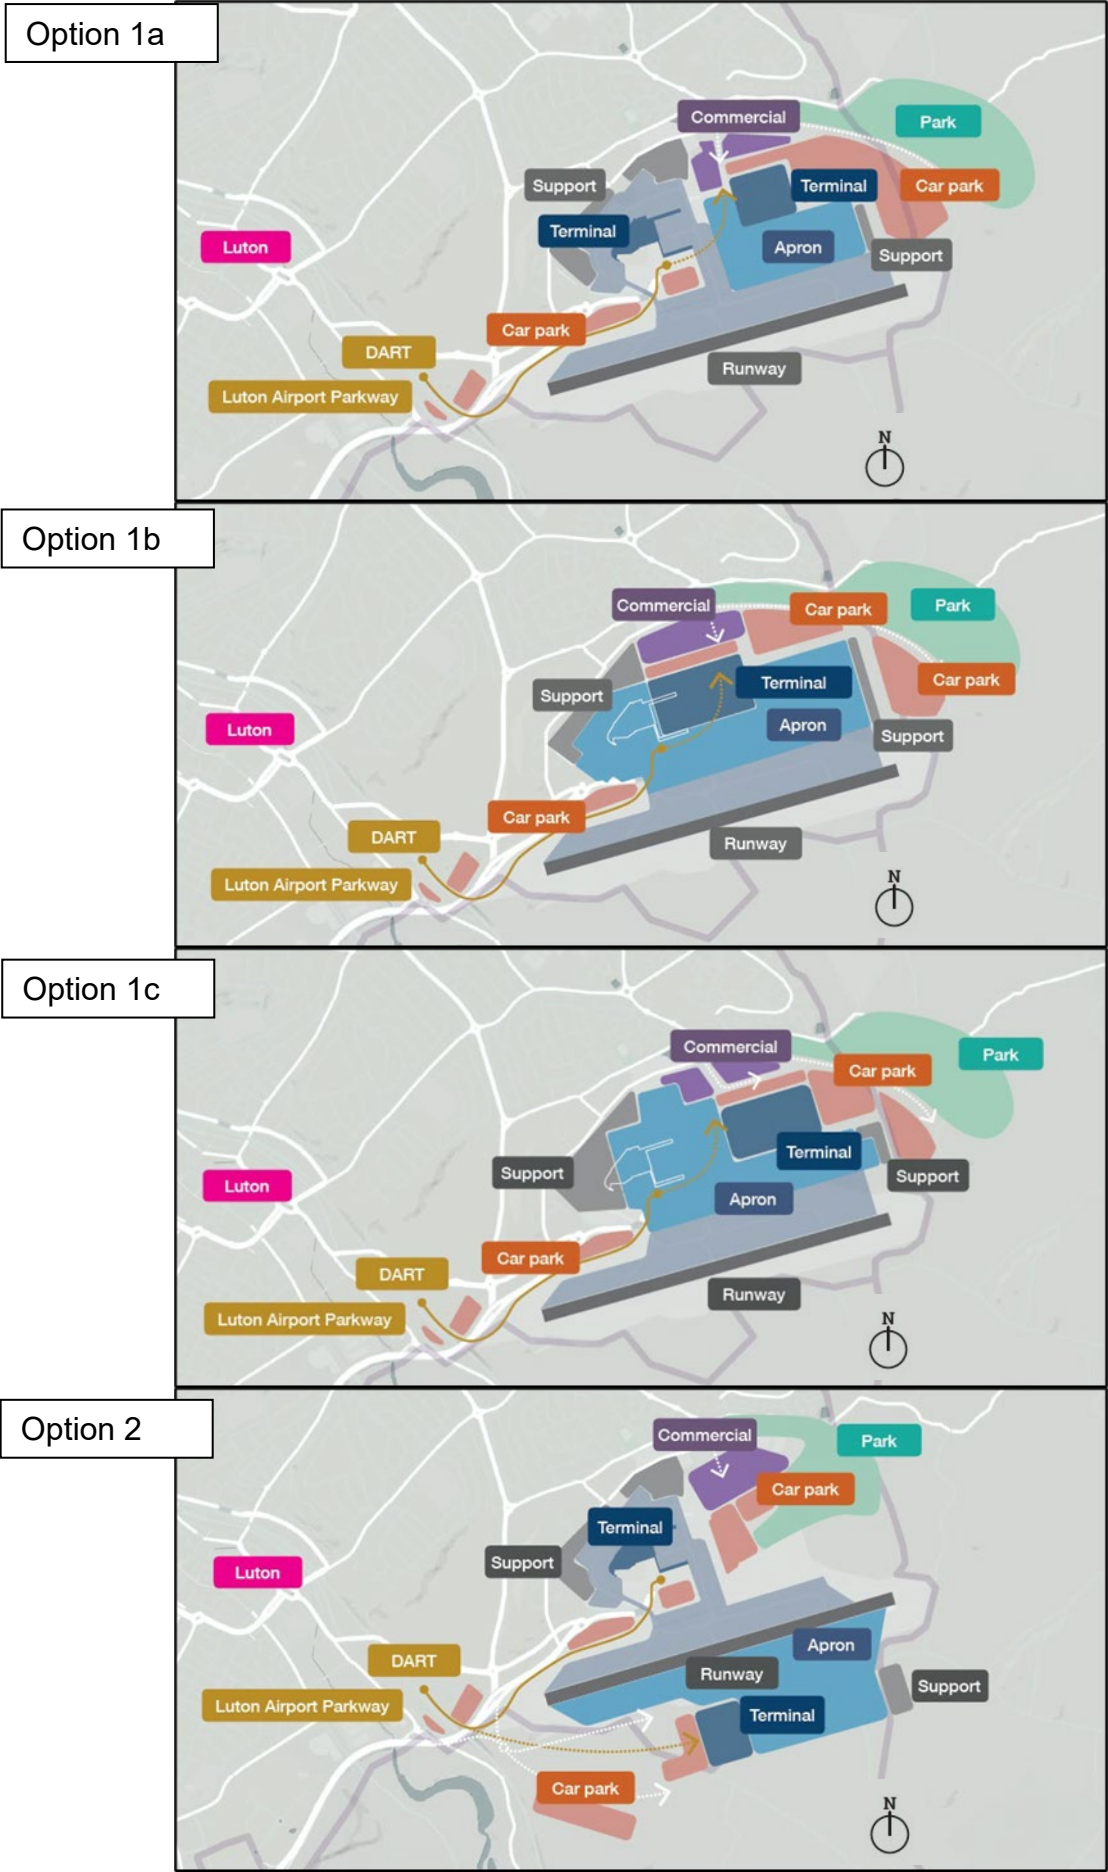 Option 1a
Commercial
Park
Support
Terminal
Car park
Terminal
Luton
Apron
Support
Car park
DART
Runway
Luton Airport Parkway
N
Option 1b
Commercial
Car park
Park
Support
Terminal
Car park
Luton
Apron
Support
Car park
DART
Runway
Luton Airport Parkway
N
Option 1c
Commercial
Park
Car park
Terminal
Support
Support
Luton
Apron
Car park
DART
Runway
Luton Airport Parkway
N
Option 2
Commercial
Park
Car park
Terminal
Support
Luton
Apron
DART
Runway
Support
Luton Airport Parkway
Terminal
Car park
N